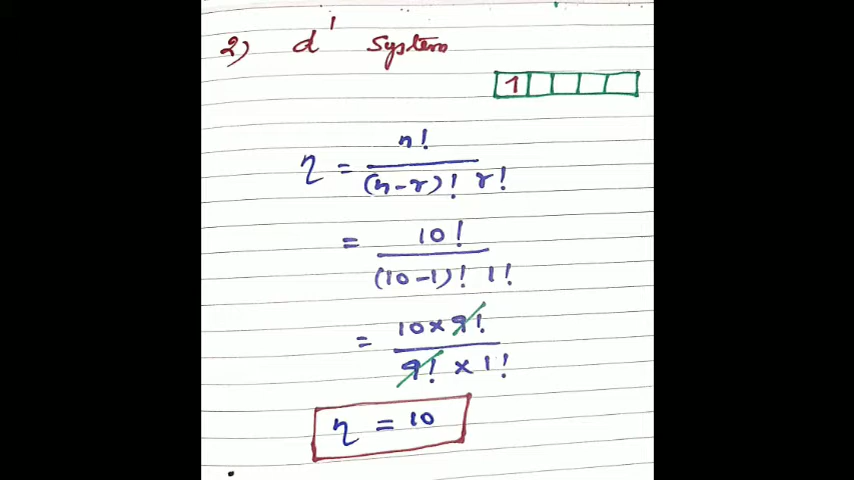 2) d¹ System
1
η = n! / (n-r)! r!
= 10! / (10-1)! 1!
= 10×9! / 9! × 1!
η = 10